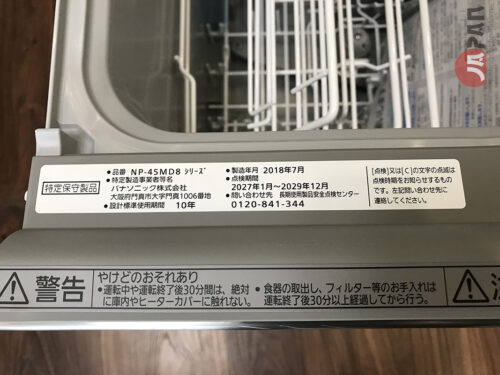 JAPAN
特定保守製品
●品番 NP-45MD8 シリーズ
●特定製造事業者等名
パナソニック株式会社
大阪府門真市大字門真1006番地
●設計標準使用期間 10年
●製造年月 2018年7月
●点検期間
2027年1月～2029年12月
●問い合わせ先 長期使用製品安全点検センター
0120-841-344
[点検]又は[C]の文字の点滅は
点検時期をお知らせするもの
です。左記問い合わせ先に
連絡してください。
警告
やけどのおそれあり
●運転中や運転終了後30分間は、絶対
に庫内やヒーターカバーに触れない。
●食器の取出し、フィルター等のお手入れは
運転終了後30分以上経過してから行う。